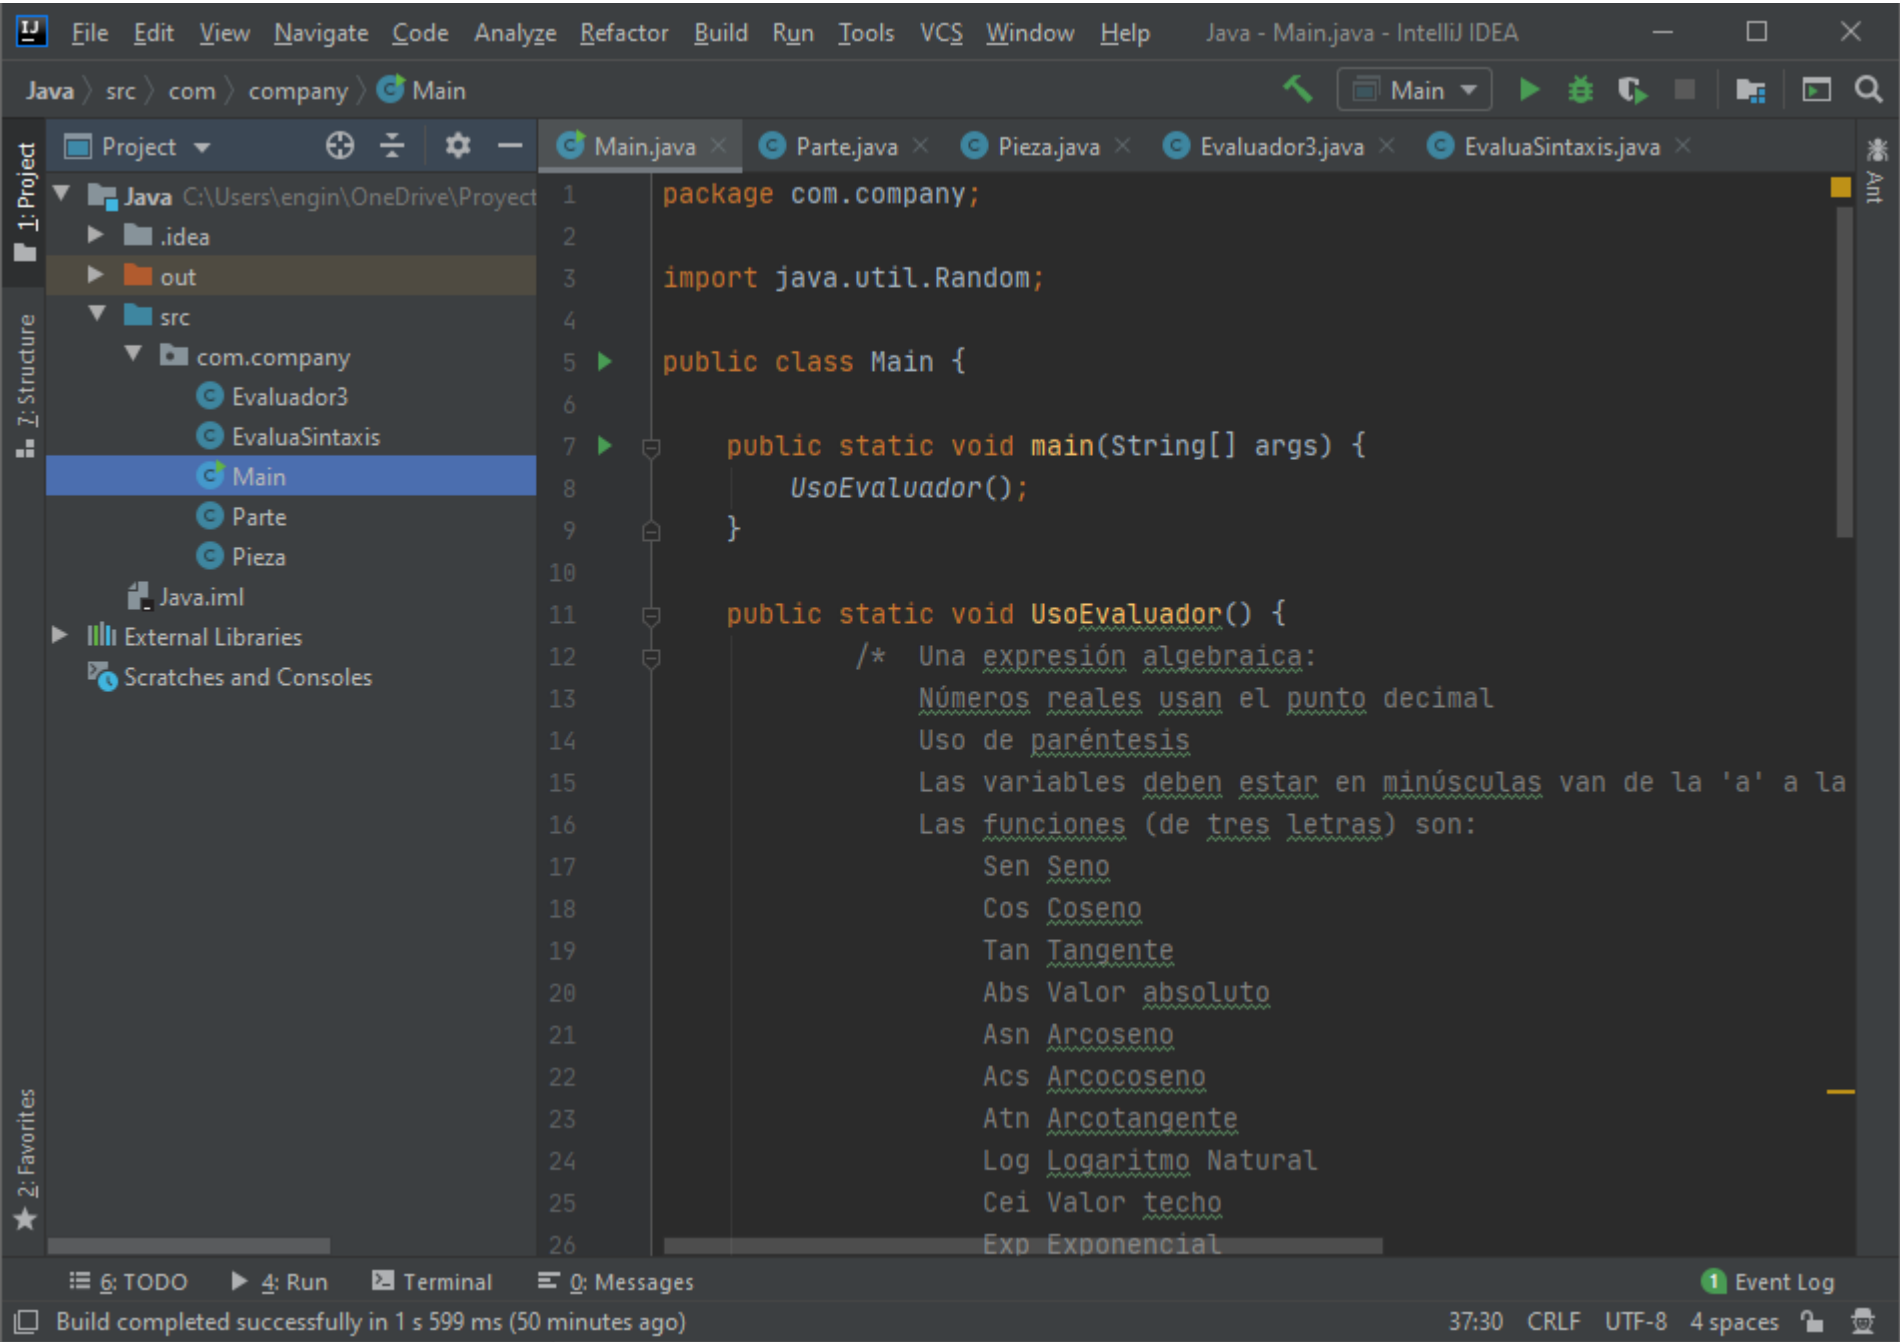 File Edit View Navigate Code Analyze Refactor Build Run Tools VCS Window Help Java - Main.java - IntelliJ IDEA
Java src com company Main Main
Project Main.java Parte.java Pieza.java Evaluador3.java EvaluaSintaxis.java
1: Project
7: Structure
2: Favorites
Ant
Java C:\Users\engin\OneDrive\Proyect
.idea
out
src
com.company
Evaluador3
EvaluaSintaxis
Main
Parte
Pieza
Java.iml
External Libraries
Scratches and Consoles
1 package com.company;
2
3 import java.util.Random;
4
5 public class Main {
6
7 public static void main(String[] args) {
8 UsoEvaluador();
9 }
10
11 public static void UsoEvaluador() {
12 /* Una expresión algebraica:
13 Números reales usan el punto decimal
14 Uso de paréntesis
15 Las variables deben estar en minúsculas van de la 'a' a la
16 Las funciones (de tres letras) son:
17 Sen Seno
18 Cos Coseno
19 Tan Tangente
20 Abs Valor absoluto
21 Asn Arcoseno
22 Acs Arcocoseno
23 Atn Arcotangente
24 Log Logaritmo Natural
25 Cei Valor techo
26 Exp Exponencial
6: TODO 4: Run Terminal 0: Messages 1 Event Log
Build completed successfully in 1 s 599 ms (50 minutes ago) 37:30 CRLF UTF-8 4 spaces